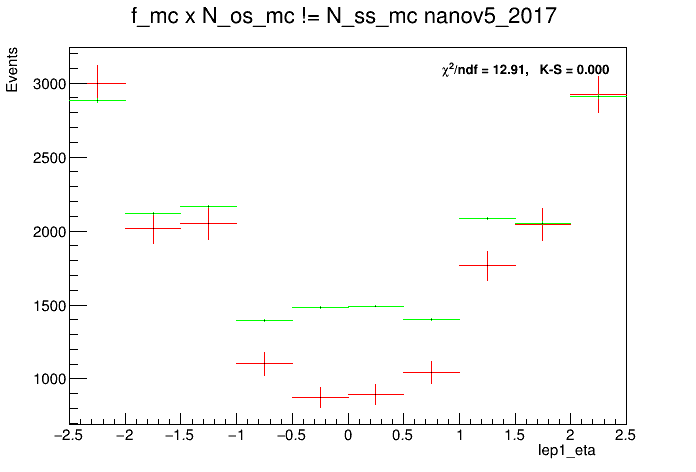 f_mc x N_os_mc != N_ss_mc nanov5_2017
Events
χ²/ndf = 12.91, K-S = 0.000
3000
2500
2000
1500
1000
−2.5 −2 −1.5 −1 −0.5 0 0.5 1 1.5 2 2.5
lep1_eta